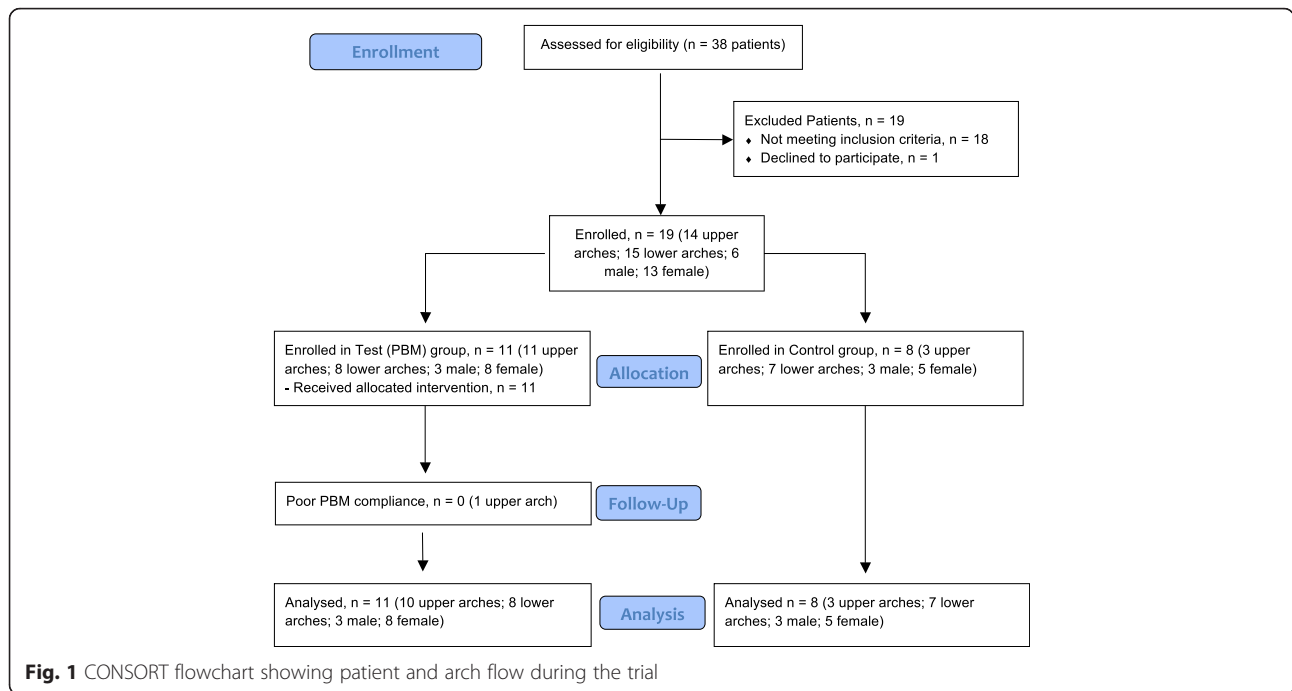 Enrollment
Assessed for eligibility (n = 38 patients)
Excluded Patients, n = 19
♦ Not meeting inclusion criteria, n = 18
♦ Declined to participate, n = 1
Enrolled, n = 19 (14 upper
arches; 15 lower arches; 6
male; 13 female)
Enrolled in Test (PBM) group, n = 11 (11 upper
arches; 8 lower arches; 3 male; 8 female)
- Received allocated intervention, n = 11
Allocation
Enrolled in Control group, n = 8 (3 upper
arches; 7 lower arches; 3 male; 5 female)
Poor PBM compliance, n = 0 (1 upper arch)
Follow-Up
Analysed, n = 11 (10 upper arches; 8 lower
arches; 3 male; 8 female)
Analysis
Analysed n = 8 (3 upper arches; 7 lower
arches; 3 male; 5 female)
Fig. 1 CONSORT flowchart showing patient and arch flow during the trial